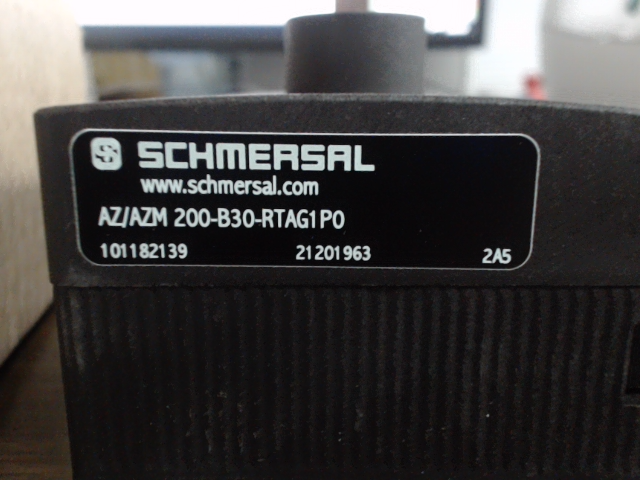 SCHMERSAL
www.schmersal.com
AZ/AZM 200-B30-RTAG1P0
101182139 21201963 2A5